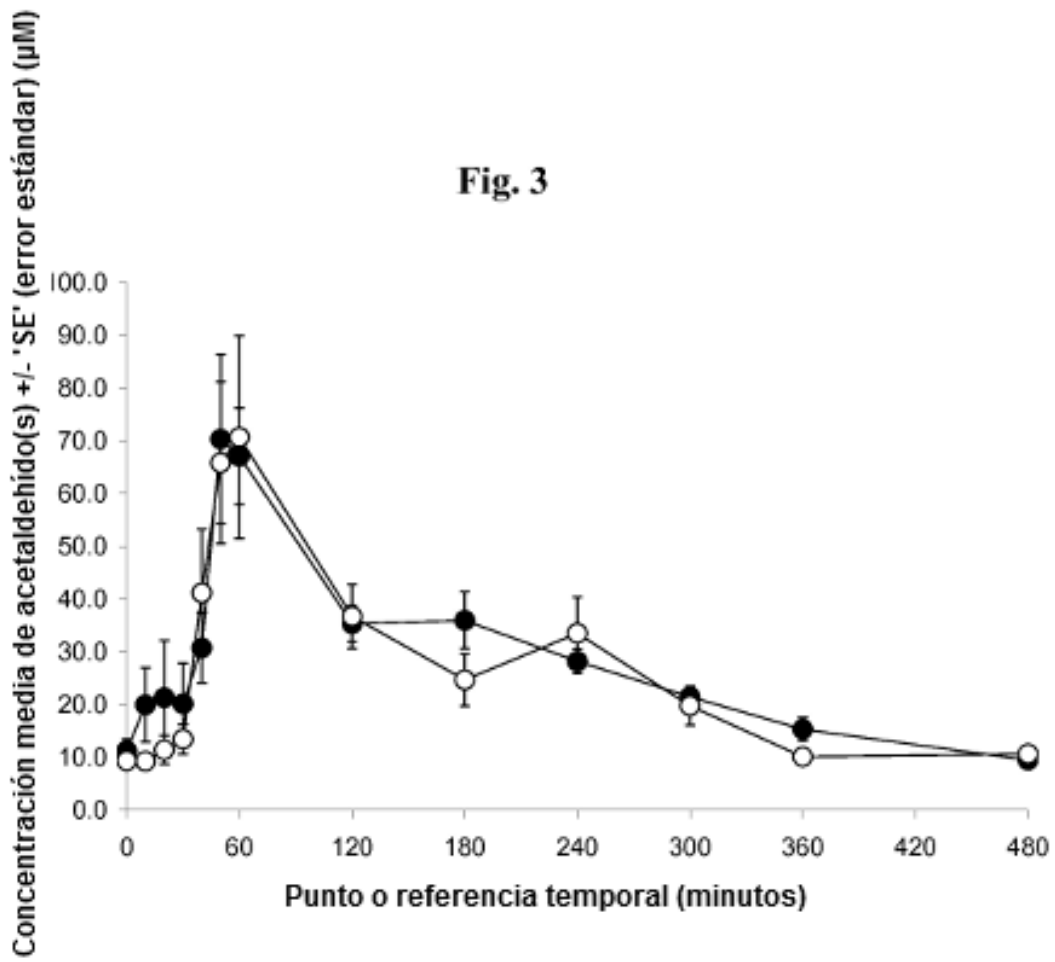 Concentración media de acetaldehído(s) +/- 'SE' (error estándar) (µM)
Fig. 3
100.0
90.0
80.0
70.0
60.0
50.0
40.0
30.0
20.0
10.0
0.0
0 60 120 180 240 300 360 420 480
Punto o referencia temporal (minutos)